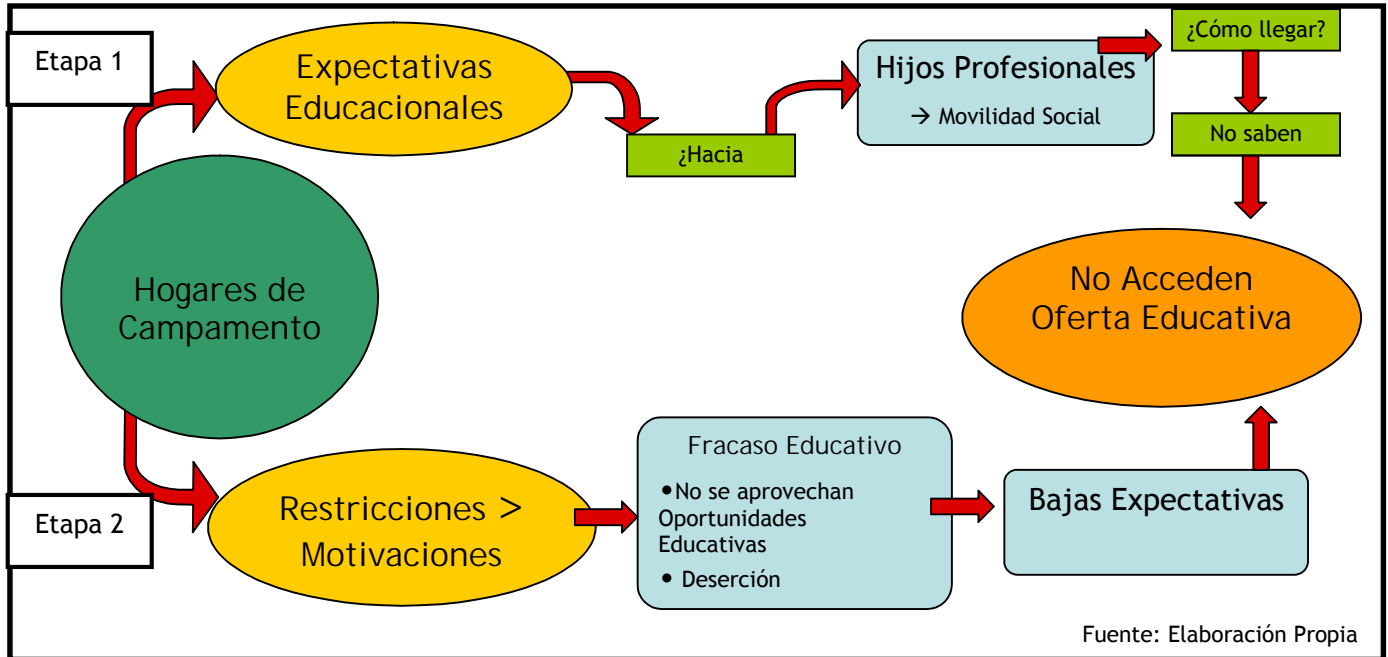 Etapa 1
Expectativas
Educacionales
¿Hacia
Hijos Profesionales
→ Movilidad Social
¿Cómo llegar?
No saben
Hogares de
Campamento
No Acceden
Oferta Educativa
Etapa 2
Restricciones >
Motivaciones
Fracaso Educativo
•No se aprovechan
Oportunidades
Educativas
• Deserción
Bajas Expectativas
Fuente: Elaboración Propia